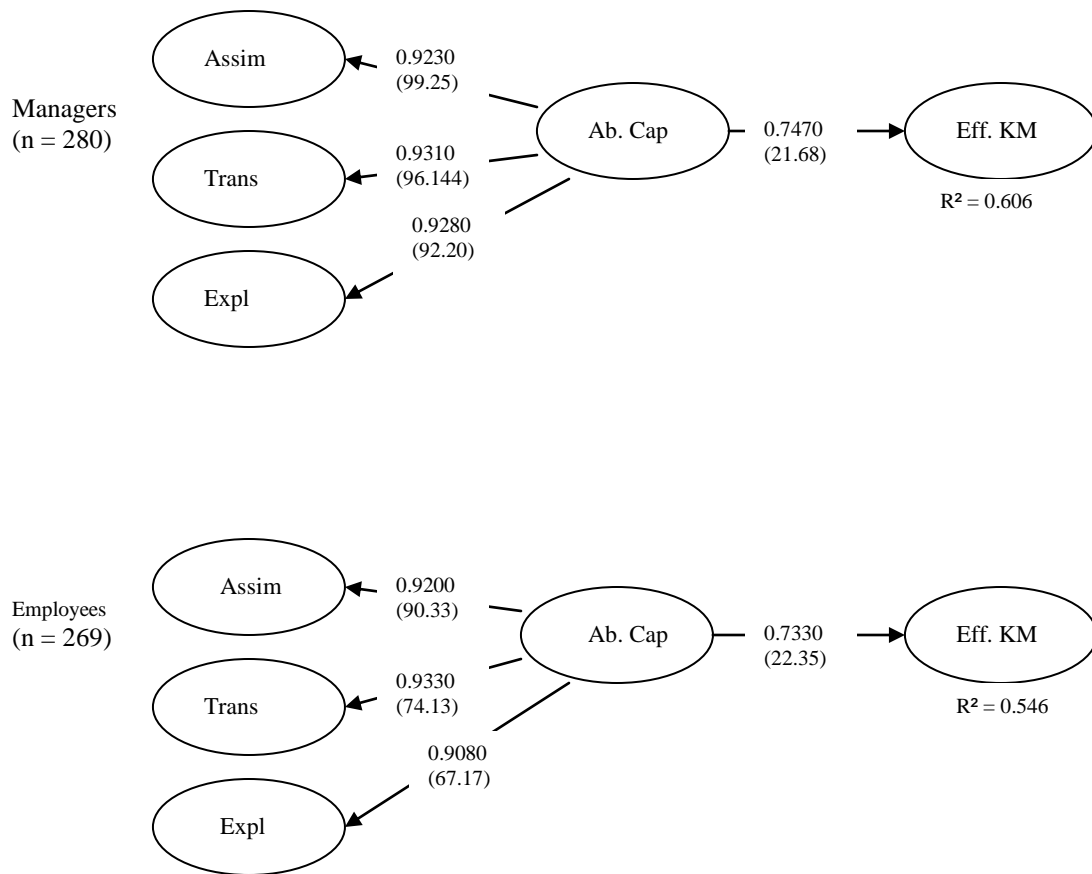 Managers
(n = 280)
Assim
0.9230
(99.25)
Trans
0.9310
(96.144)
Expl
0.9280
(92.20)
Ab. Cap
0.7470
(21.68)
Eff. KM
R² = 0.606
Employees
(n = 269)
Assim
0.9200
(90.33)
Trans
0.9330
(74.13)
Expl
0.9080
(67.17)
Ab. Cap
0.7330
(22.35)
Eff. KM
R² = 0.546